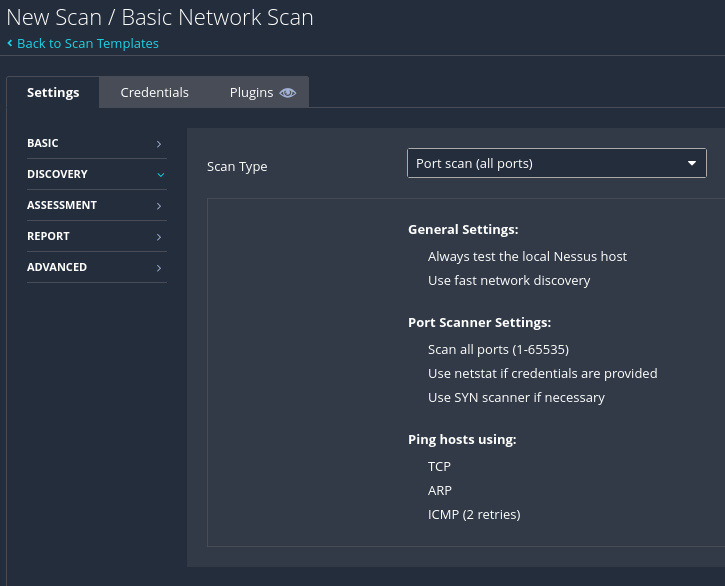 New Scan / Basic Network Scan
Back to Scan Templates
Settings
Credentials
Plugins
BASIC
DISCOVERY
ASSESSMENT
REPORT
ADVANCED
Scan Type
Port scan (all ports)
General Settings:
Always test the local Nessus host
Use fast network discovery
Port Scanner Settings:
Scan all ports (1-65535)
Use netstat if credentials are provided
Use SYN scanner if necessary
Ping hosts using:
TCP
ARP
ICMP (2 retries)